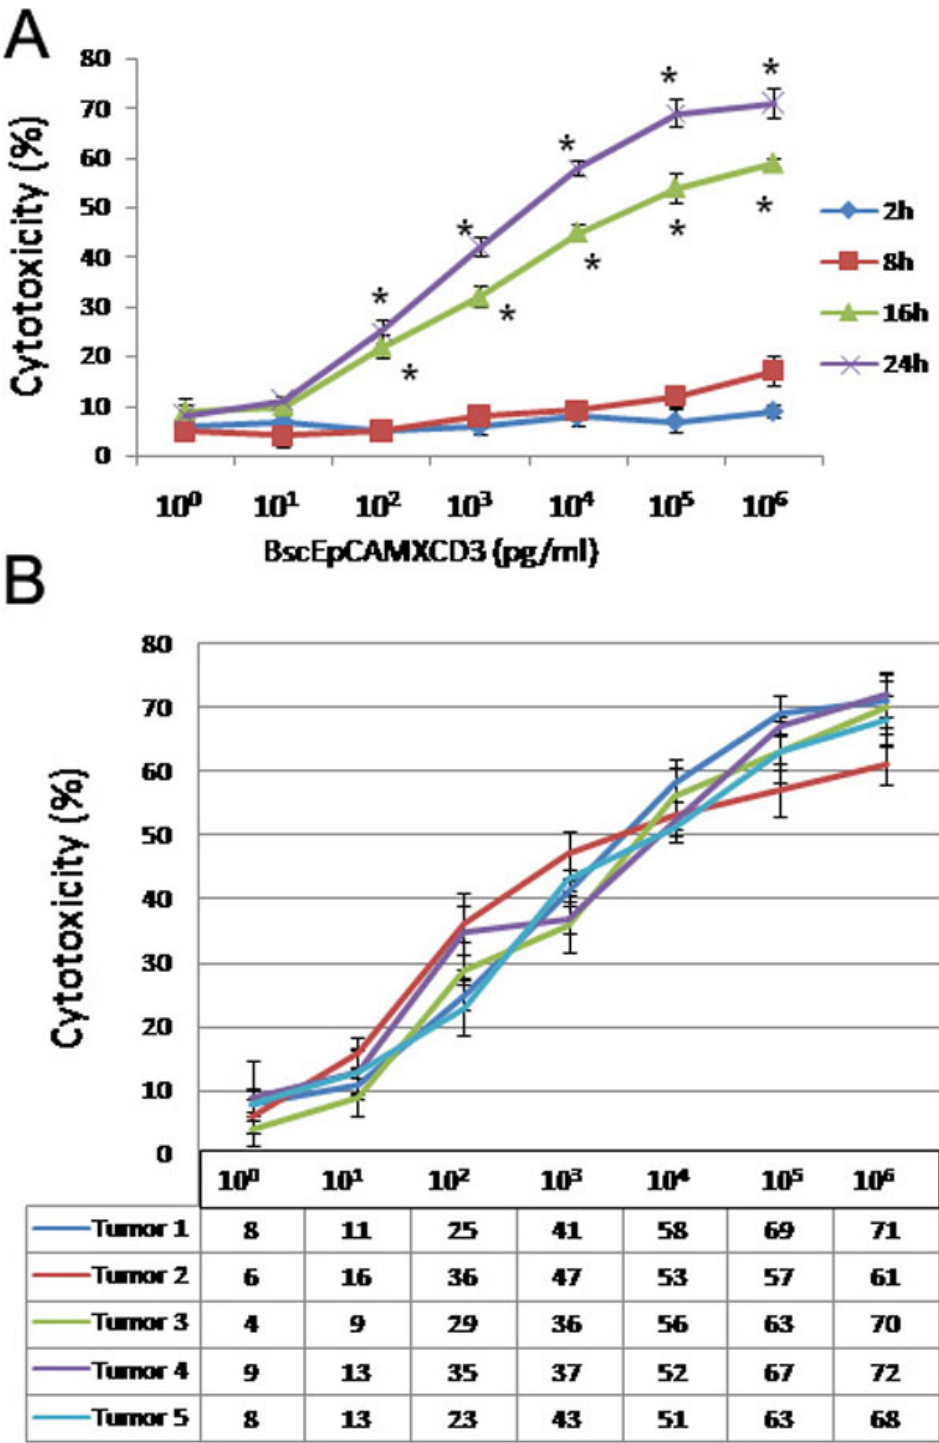 A
Cytotoxicity (%)
80
70
60
50
40
30
20
10
0
* * * * *
* * * * *
2h
8h
16h
24h
10⁰ 10¹ 10² 10³ 10⁴ 10⁵ 10⁶
BscEpCAMXCD3 (pg/ml)
B
Cytotoxicity (%)
80
70
60
50
40
30
20
10
0
10⁰ 10¹ 10² 10³ 10⁴ 10⁵ 10⁶
Tumor 1 8 11 25 41 58 69 71
Tumor 2 6 16 36 47 53 57 61
Tumor 3 4 9 29 36 56 63 70
Tumor 4 9 13 35 37 52 67 72
Tumor 5 8 13 23 43 51 63 68